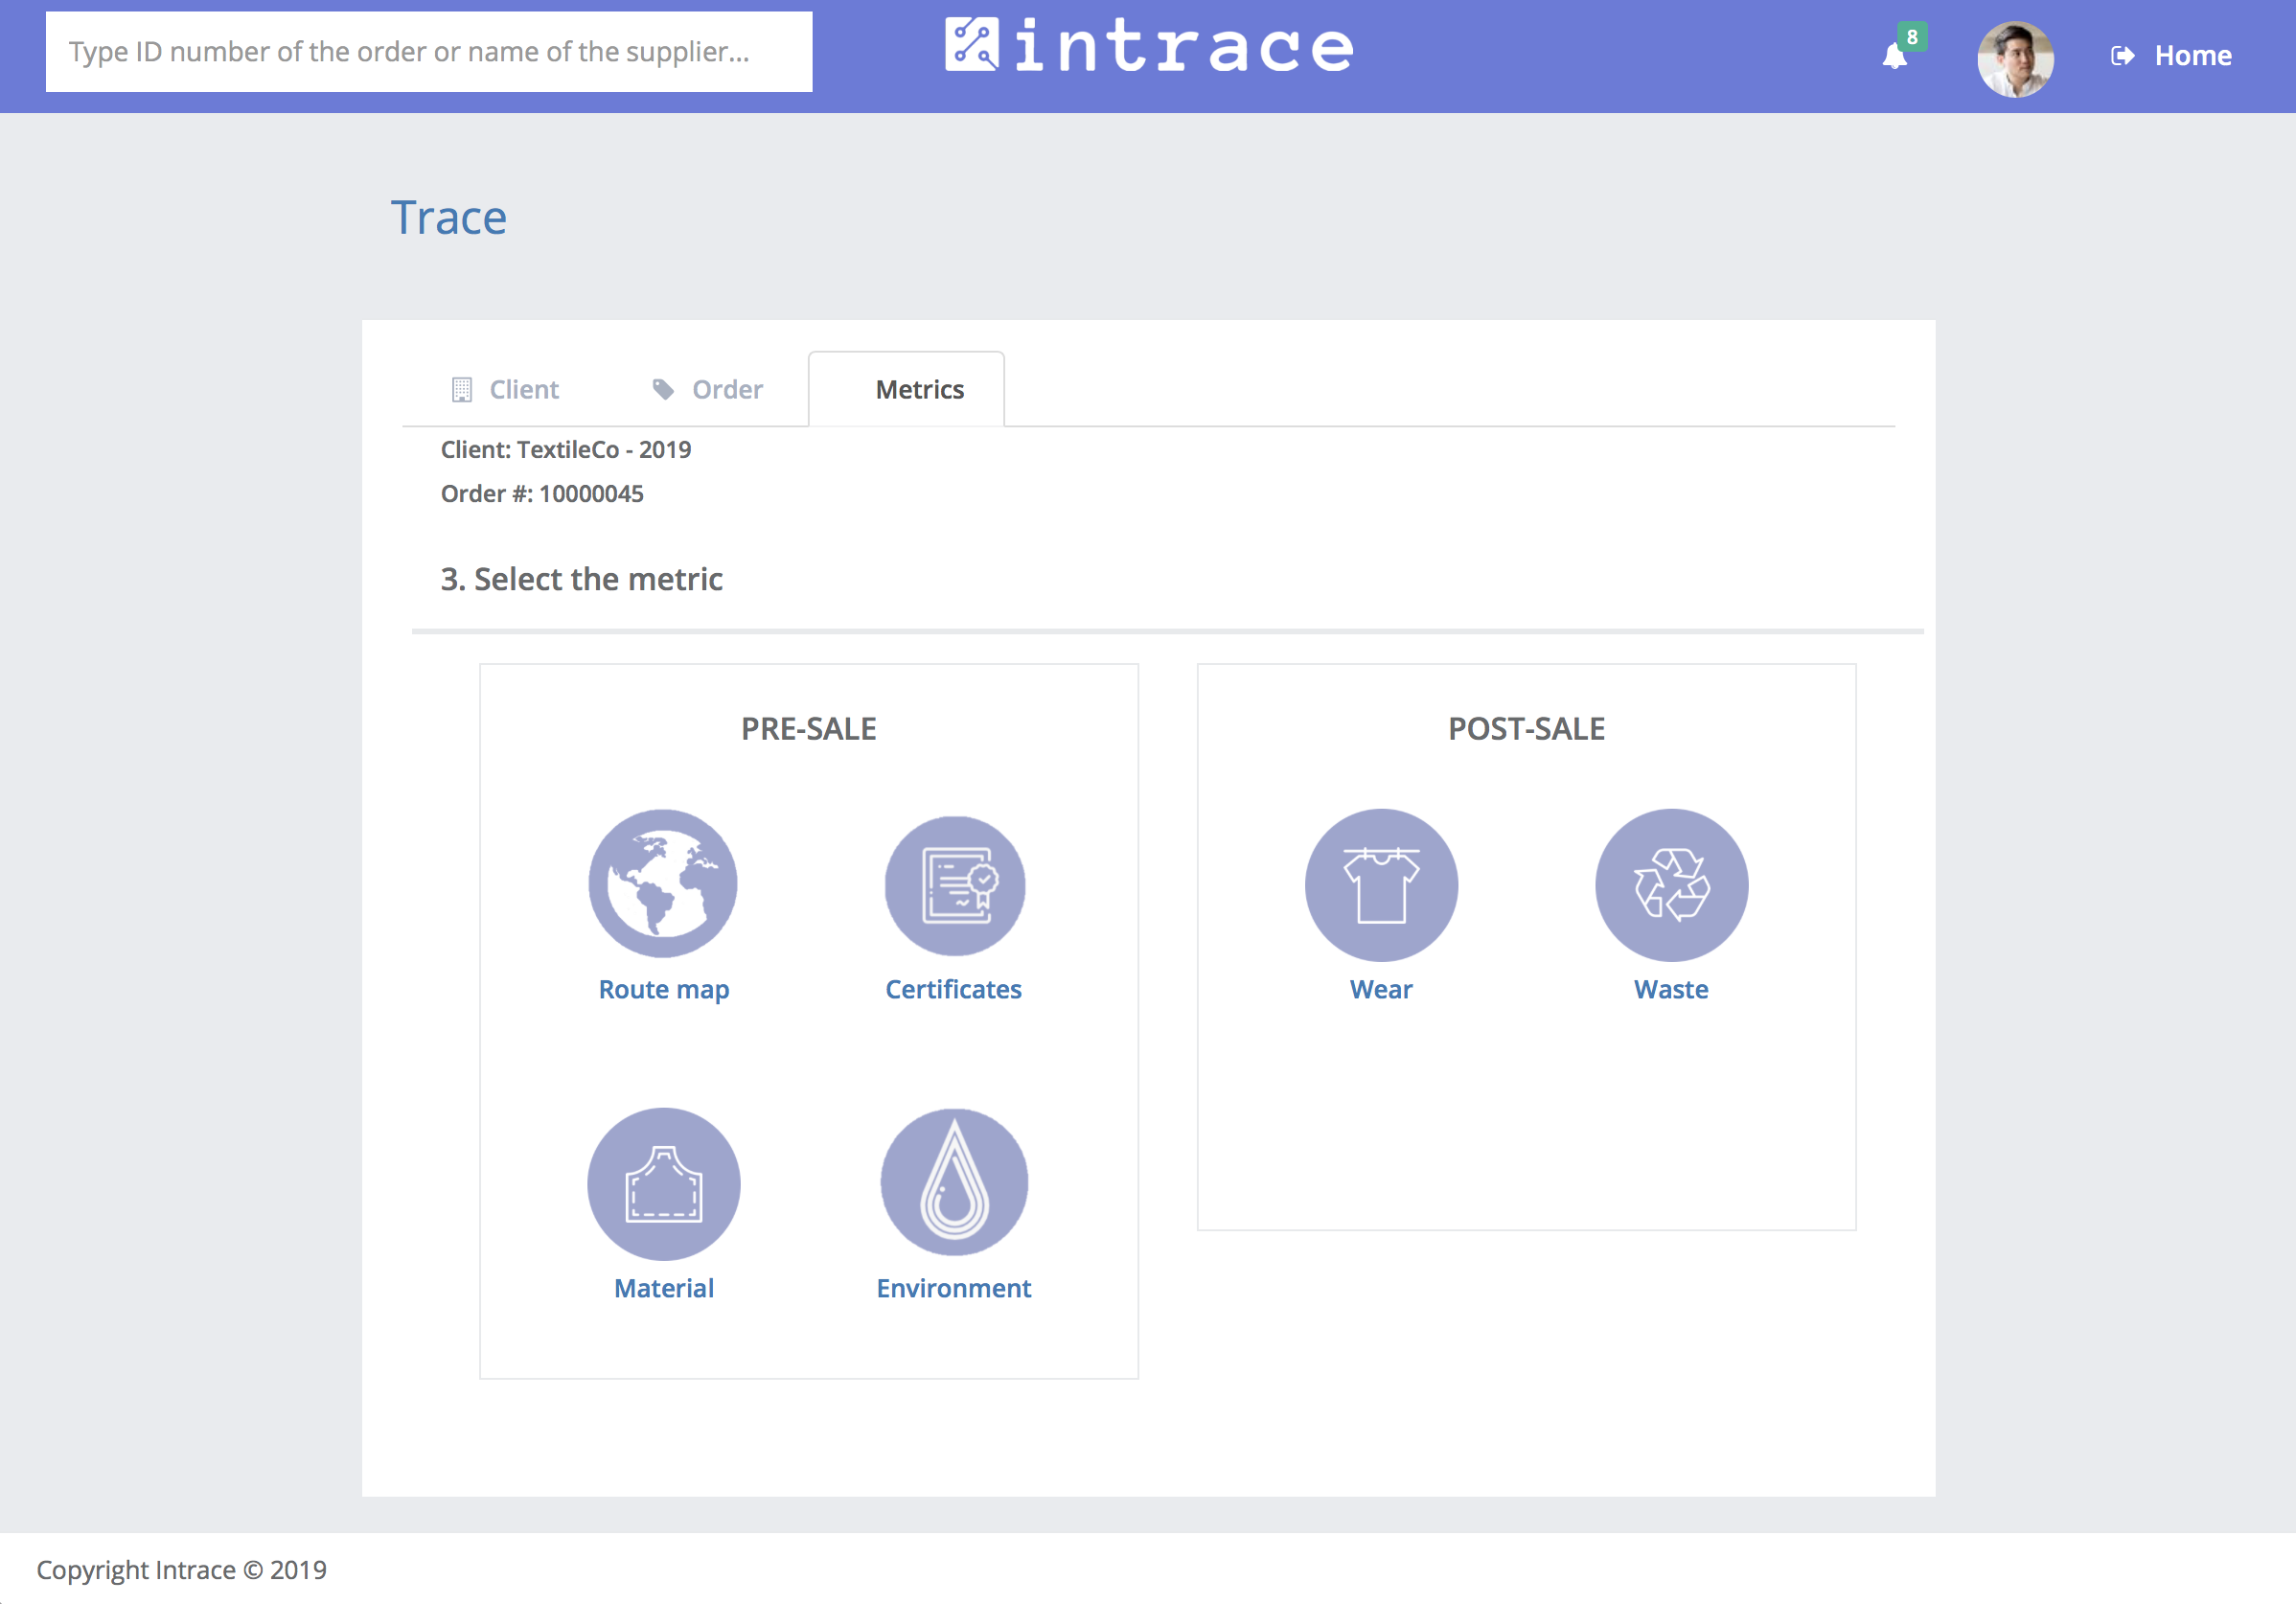 Type ID number of the order or name of the supplier...
intrace
8
Home
Trace
Client
Order
Metrics
Client: TextileCo - 2019
Order #: 10000045
3. Select the metric
PRE-SALE
POST-SALE
Route map
Certificates
Wear
Waste
Material
Environment
Copyright Intrace © 2019